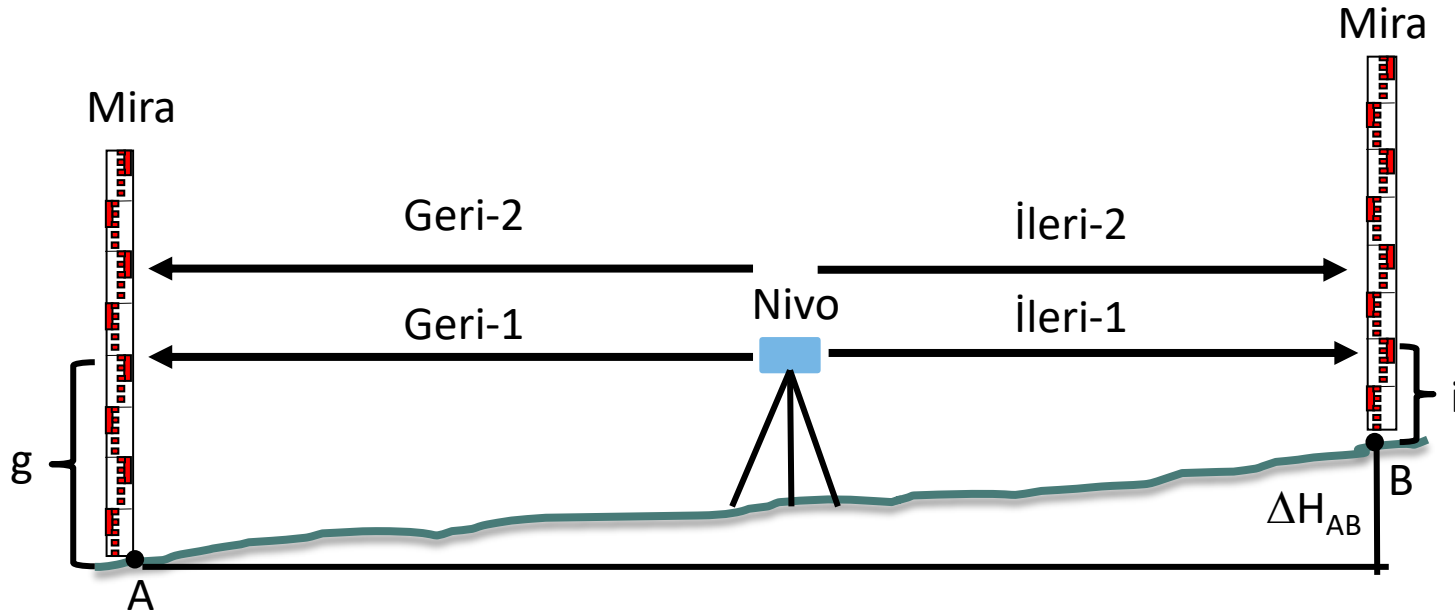 Mira
Mira
Geri-2
İleri-2
Nivo
Geri-1
İleri-1
g
i
A
B
ΔHAB